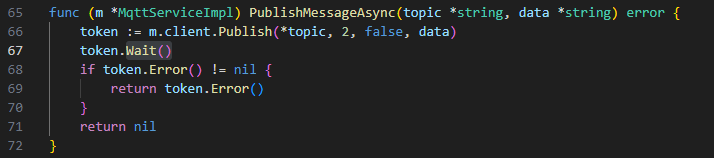 65 func (m *MqttServiceImpl) PublishMessageAsync(topic *string, data *string) error {
66     token := m.client.Publish(*topic, 2, false, data)
67     token.Wait()
68     if token.Error() != nil {
69         return token.Error()
70     }
71     return nil
72 }